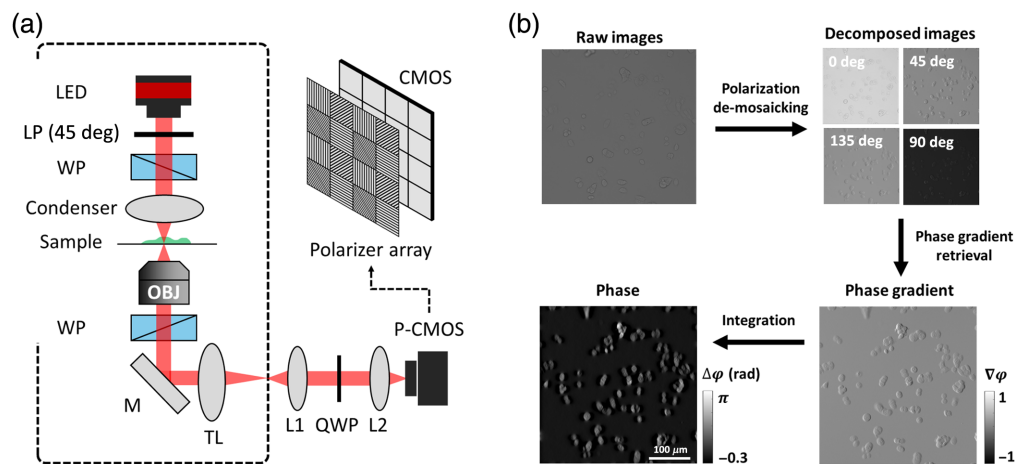 (a)
LED
LP (45 deg)
WP
Condenser
Sample
OBJ
WP
M
TL
L1
QWP
L2
CMOS
Polarizer array
P-CMOS
(b)
Raw images
Polarization
de-mosaicking
Decomposed images
0 deg
45 deg
135 deg
90 deg
Phase gradient
retrieval
Phase
Integration
Phase gradient
Δφ (rad)
π
−0.3
100 μm
∇φ
1
−1